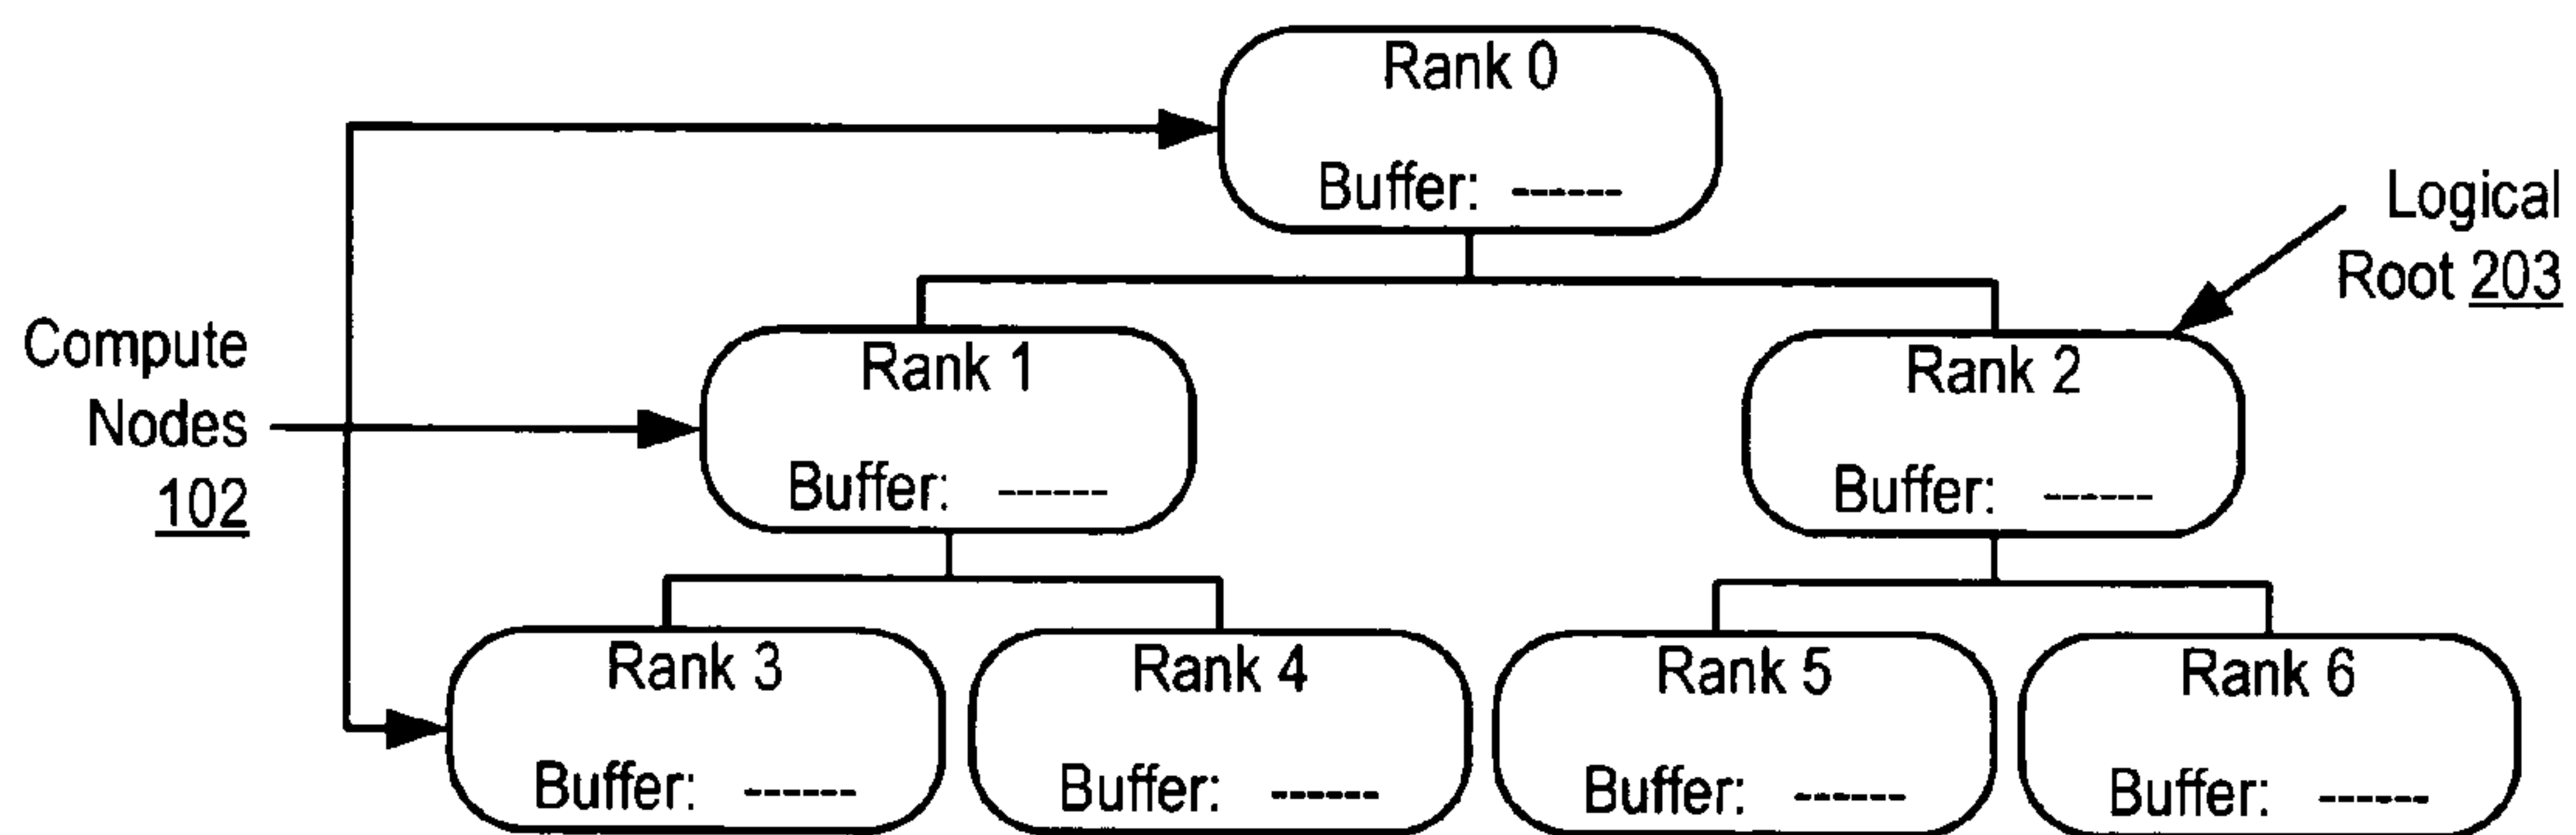 Rank 0
Buffer: ------
Logical
Root 203
Compute
Nodes
102
Rank 1
Buffer: ------
Rank 2
Buffer: ------
Rank 3
Buffer: ------
Rank 4
Buffer: ------
Rank 5
Buffer: ------
Rank 6
Buffer: ------